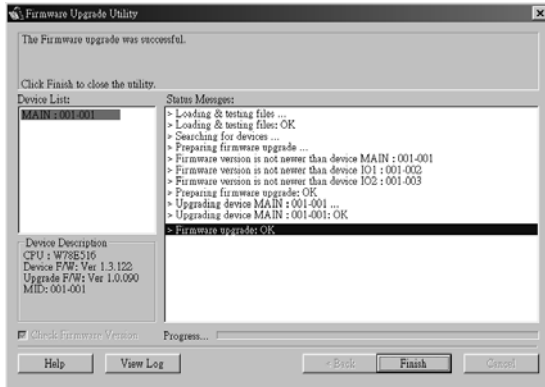 Firmware Upgrade Utility
The Firmware upgrade was successful.
Click Finish to close the utility.
Device List:
MAIN : 001-001
Device Description
CPU : W78E516
Device F/W: Ver 1.3.122
Upgrade F/W: Ver 1.0.090
MID: 001-001
Status Messges:
> Loading & testing files ...
> Loading & testing files: OK
> Searching for devices ...
> Preparing firmware upgrade ...
> Firmware version is not newer than device MAIN : 001-001
> Firmware version is not newer than device IO1 : 001-002
> Firmware version is not newer than device IO2 : 001-003
> Preparing firmware upgrade: OK
> Upgrading device MAIN : 001-001 ...
> Upgrading device MAIN : 001-001: OK
> Firmware upgrade: OK
Check Firmware Version
Progress...
Help
View Log
< Back
Finish
Cancel